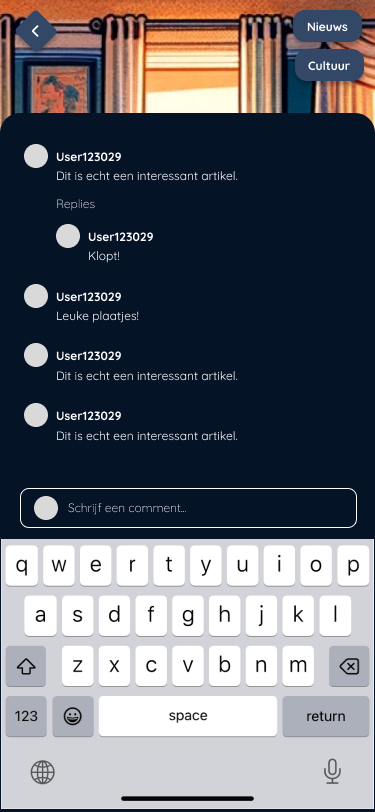 Nieuws
Cultuur
User123029
Dit is echt een interessant artikel.
Replies
User123029
Klopt!
User123029
Leuke plaatjes!
User123029
Dit is echt een interessant artikel.
User123029
Dit is echt een interessant artikel.
Schrijf een comment...
q w e r t y u i o p
a s d f g h j k l
z x c v b n m
123 space return